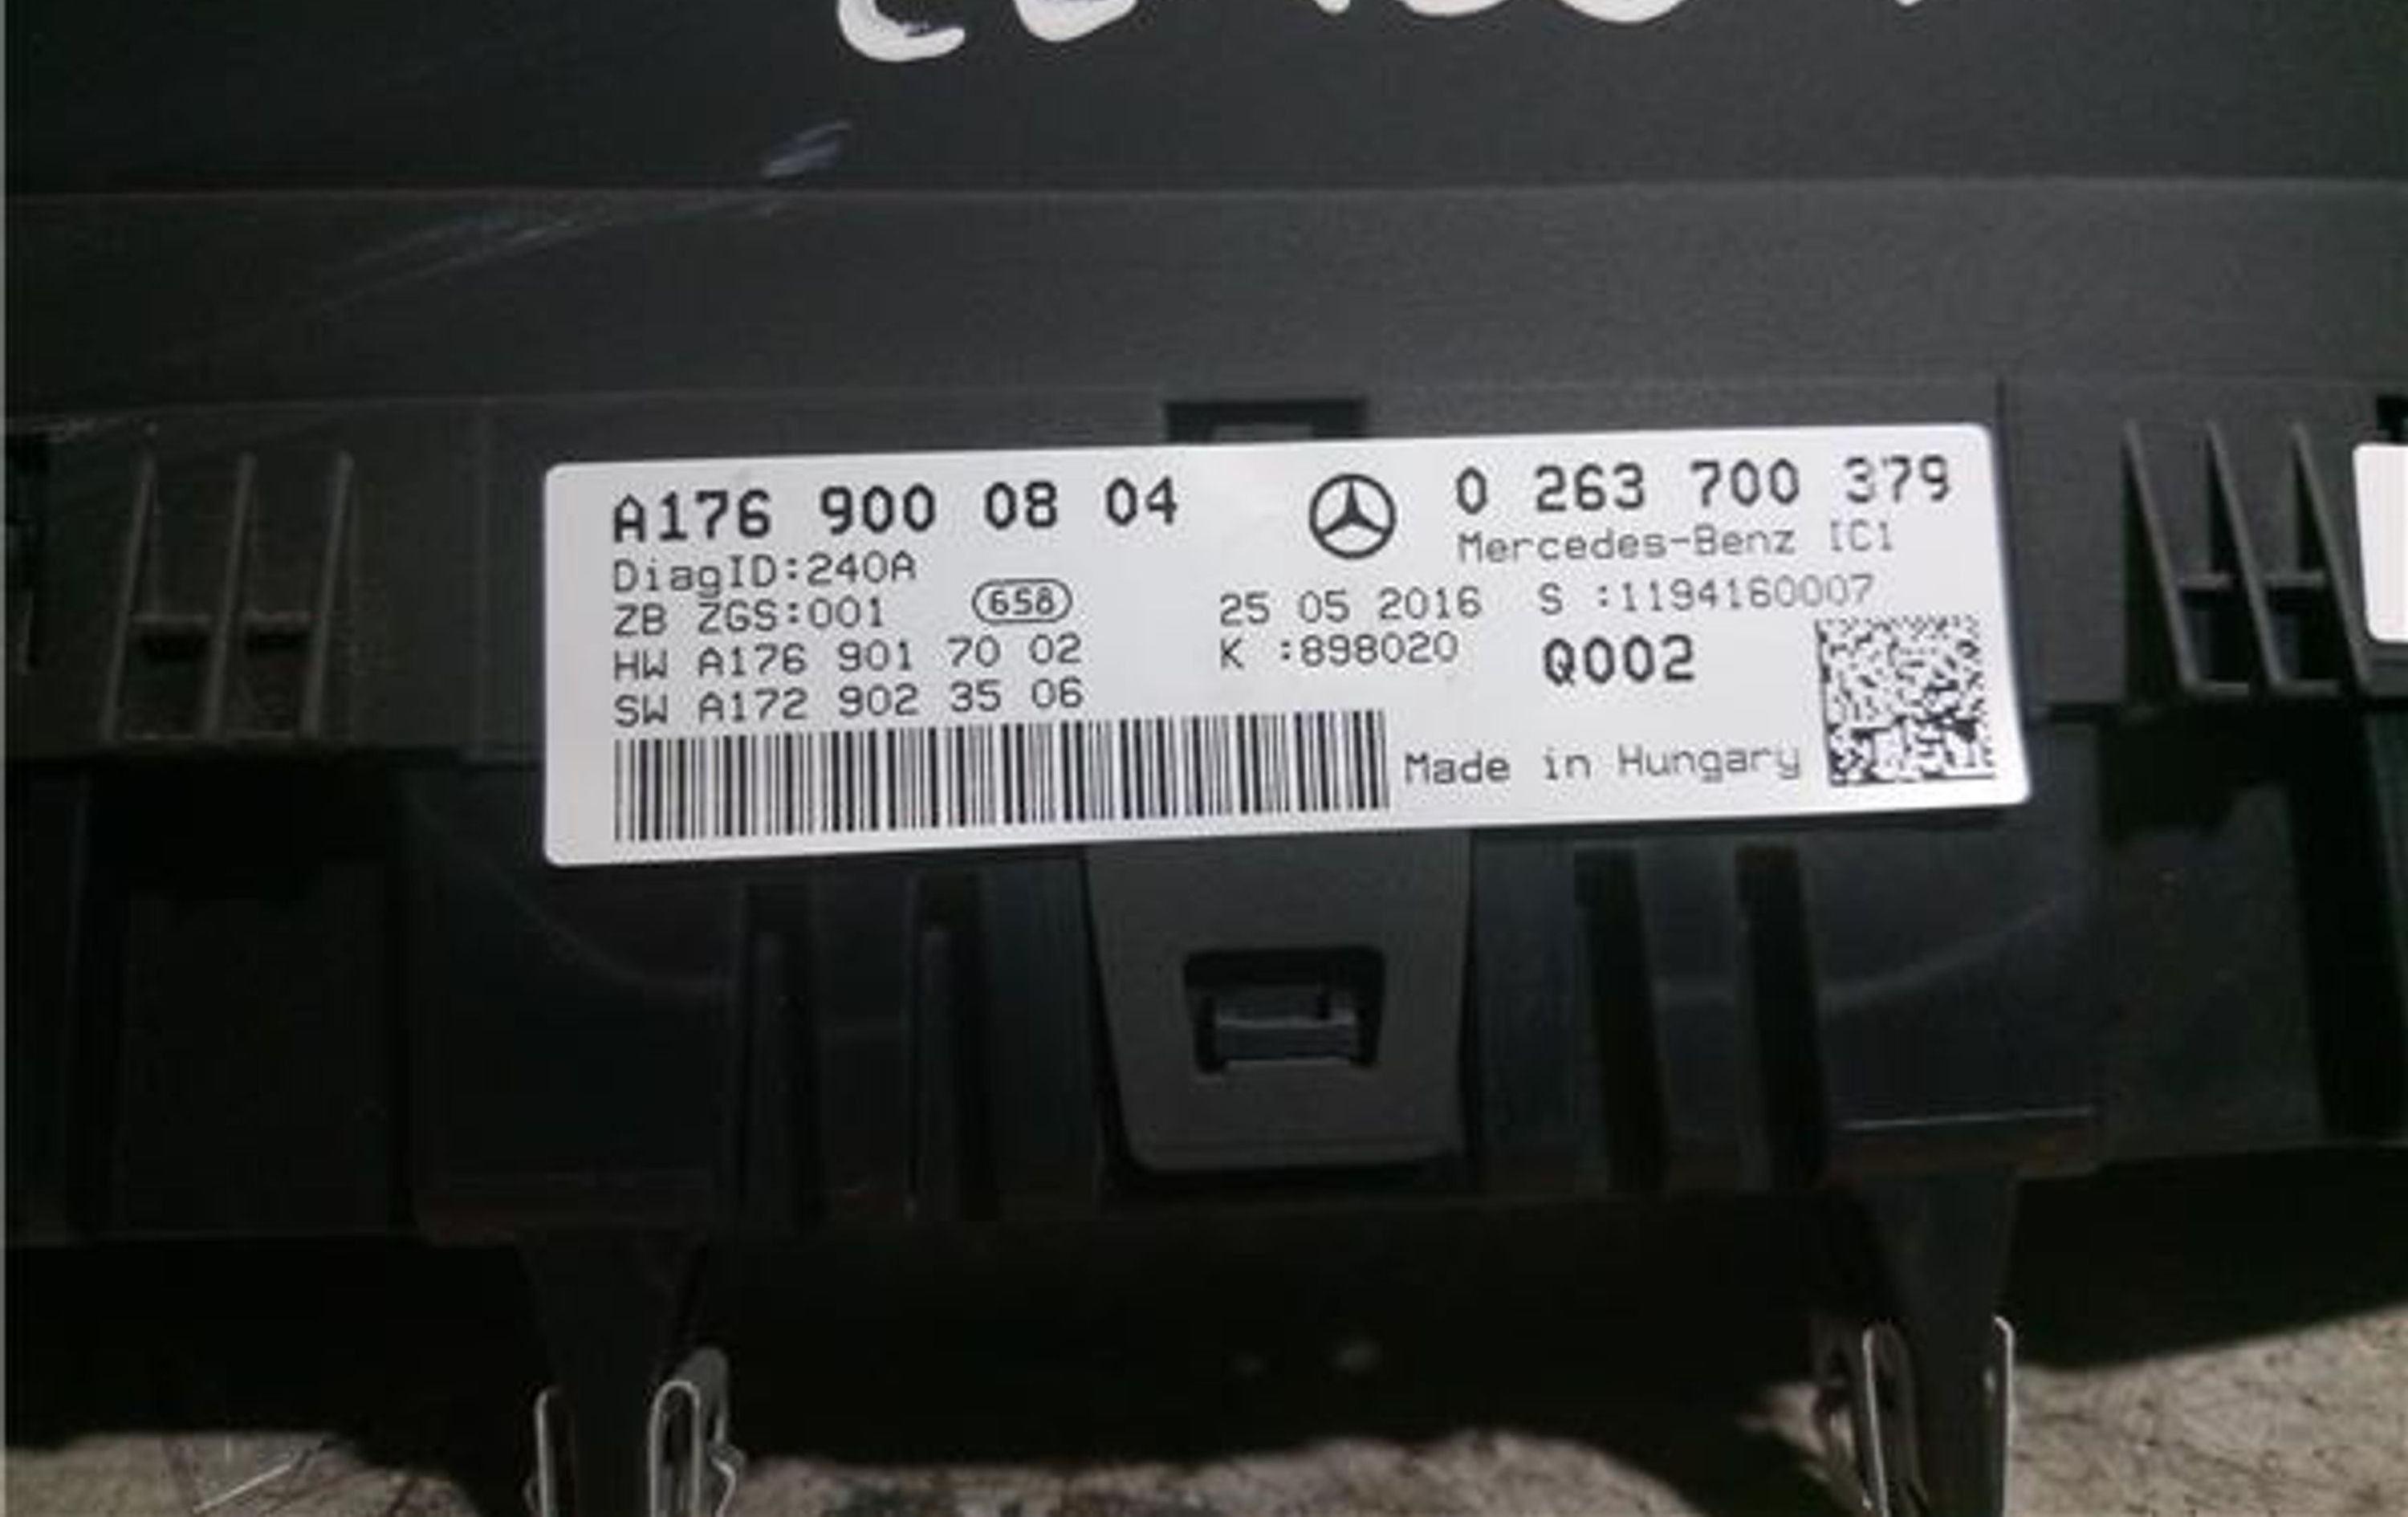 A176 900 08 04
DiagID:240A
ZB ZGS:001 658
HW A176 901 70 02
SW A172 902 35 06
25 05 2016
K :898020
0 263 700 379
Mercedes-Benz IC1
S :1194160007
Q002
Made in Hungary